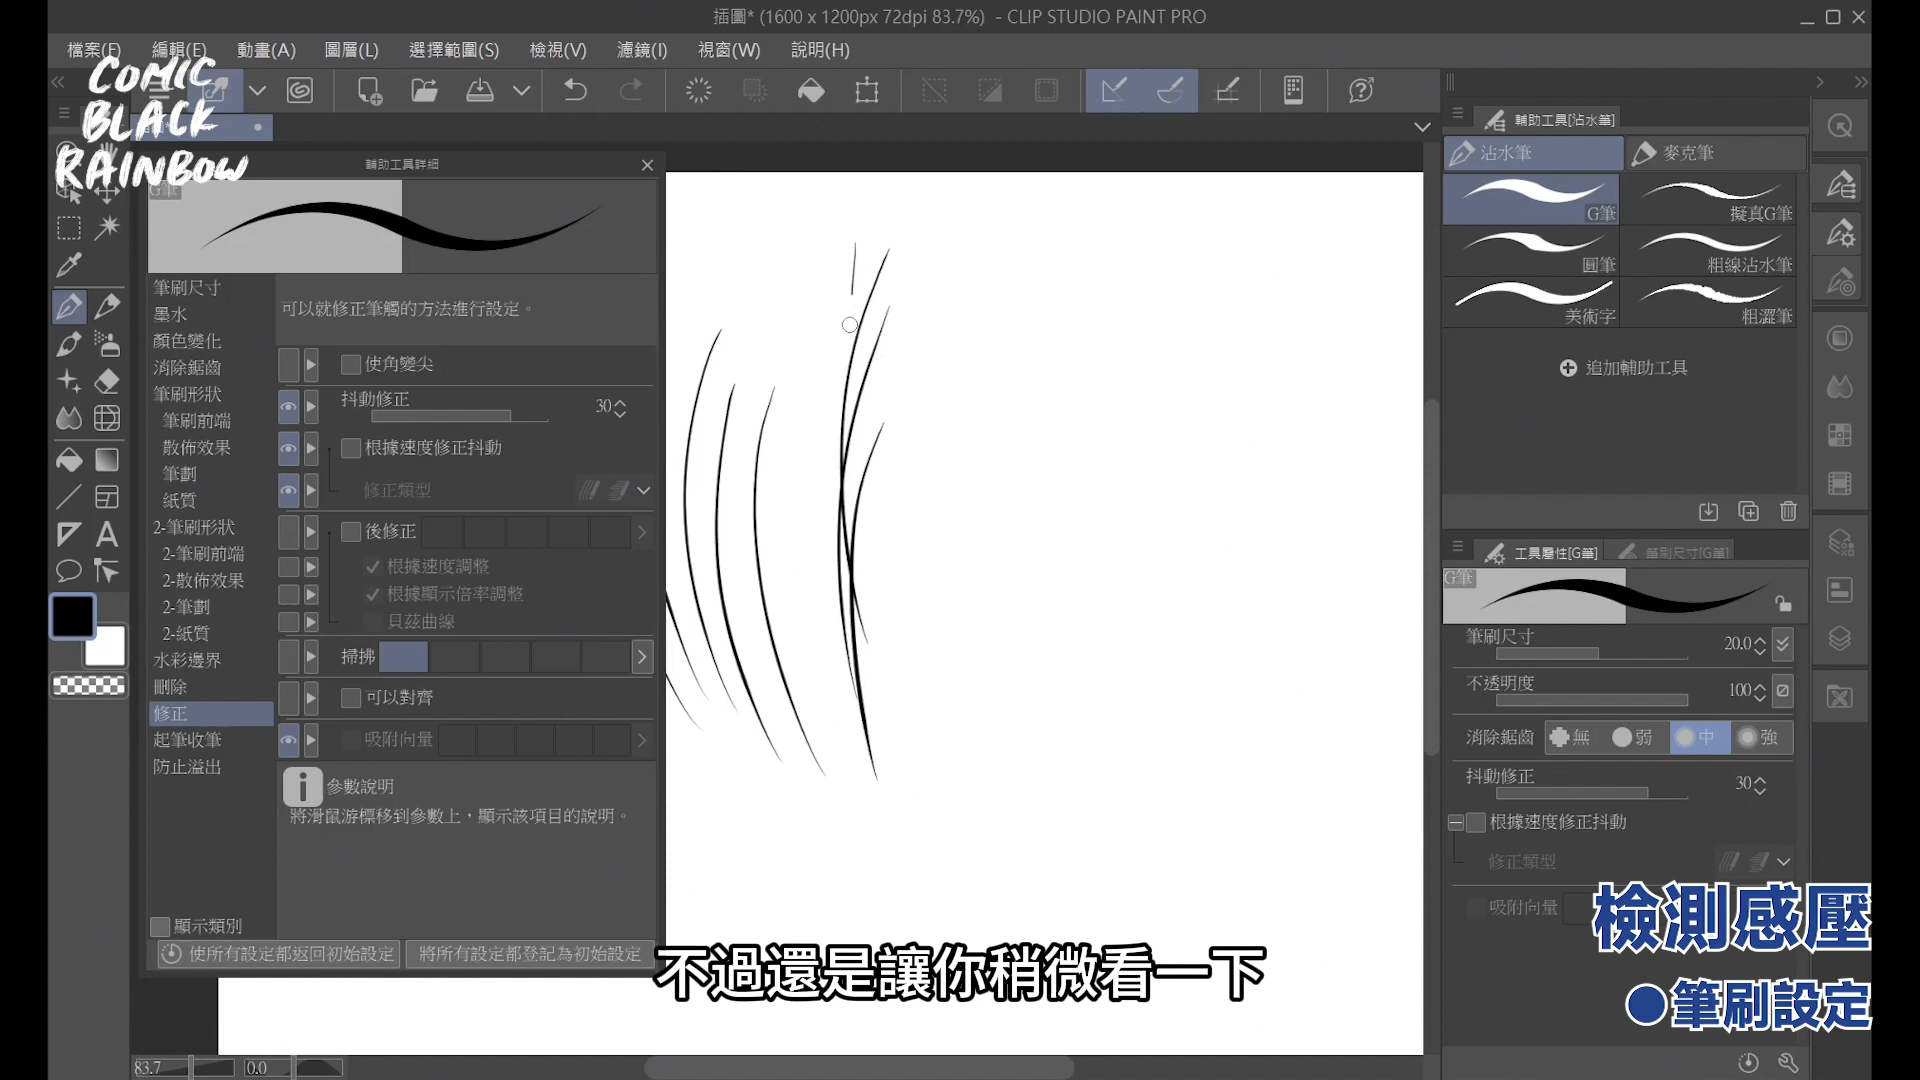 插圖* (1600 x 1200px 72dpi 83.7%) - CLIP STUDIO PAINT PRO
檔案(F) 編輯(E) 動畫(A) 圖層(L) 選擇範圍(S) 檢視(V) 濾鏡(I) 視窗(W) 說明(H)
COMIC
BLACK
RAINBOW
輔助工具詳細
G筆
筆刷尺寸
墨水
顏色變化
消除鋸齒
筆刷形狀
筆刷前端
散佈效果
筆劃
紙質
2-筆刷形狀
2-筆刷前端
2-散佈效果
2-筆劃
2-紙質
水彩邊界
刪除
修正
起筆收筆
防止溢出
可以就修正筆觸的方法進行設定。
使角變尖
抖動修正 30
根據速度修正抖動
修正類型
後修正
根據速度調整
根據顯示倍率調整
貝茲曲線
掃拂
可以對齊
吸附向量
參數說明
將滑鼠游標移到參數上，顯示該項目的說明。
顯示類別
使所有設定都返回初始設定 將所有設定都登記為初始設定
輔助工具[沾水筆]
沾水筆 麥克筆
G筆 擬真G筆
圓筆 粗線沾水筆
美術字 粗澀筆
追加輔助工具
工具屬性[G筆] 筆刷尺寸[G筆]
G筆
筆刷尺寸 20.0
不透明度 100
消除鋸齒 無 弱 中 強
抖動修正 30
根據速度修正抖動
修正類型
吸附向量
檢測感壓
●筆刷設定
不過還是讓你稍微看一下
83.7 0.0